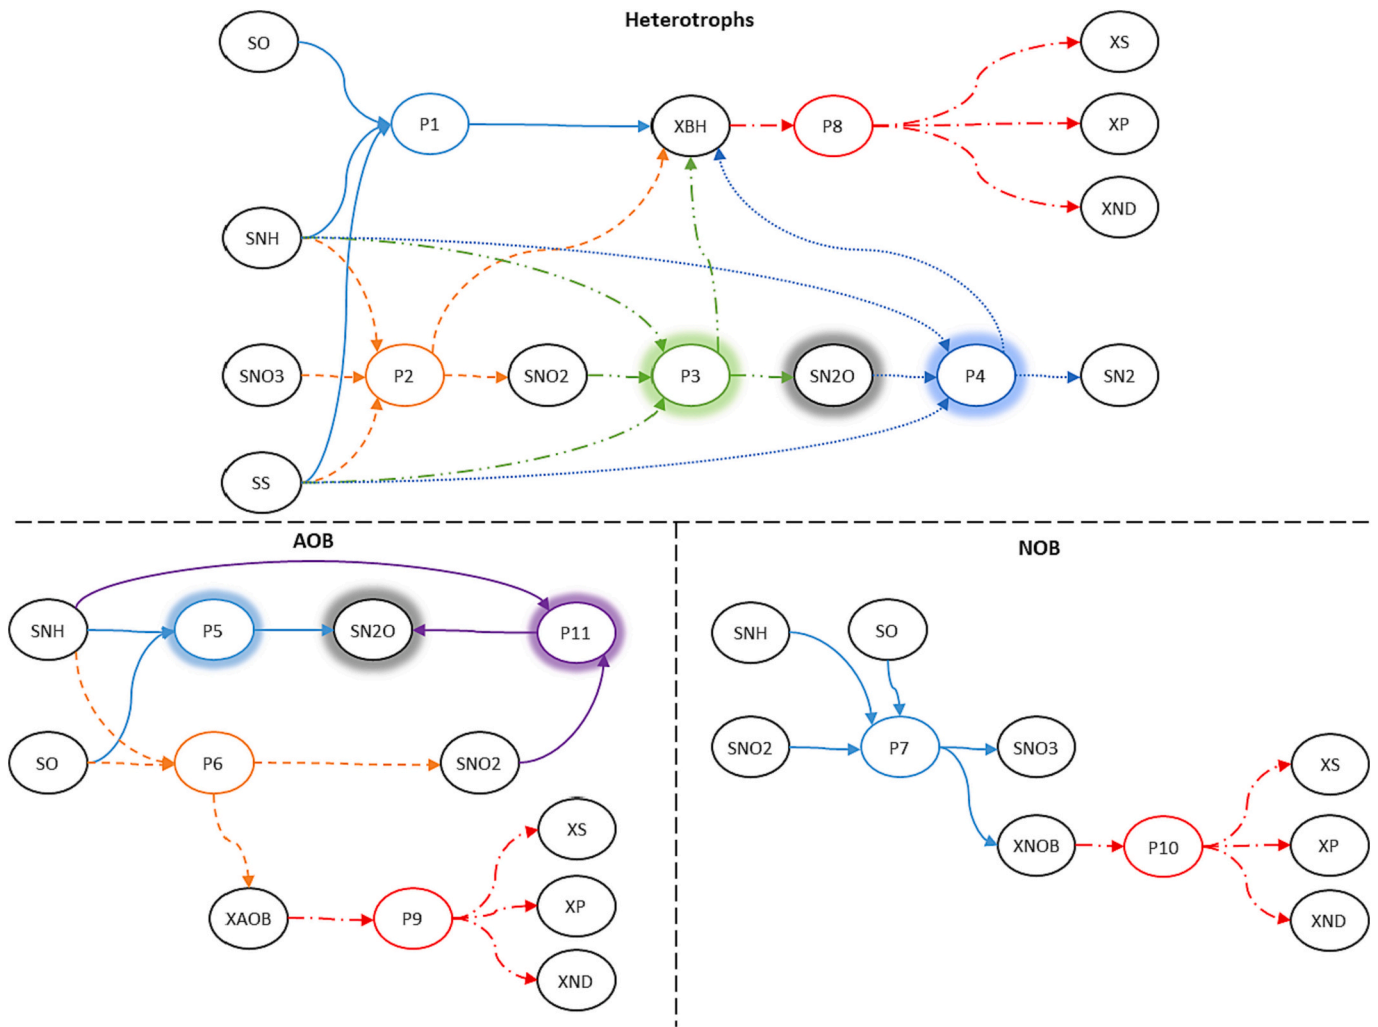 Heterotrophs
SO
XS
P1
XBH
P8
XP
XND
SNH
SNO3
P2
SNO2
P3
SN2O
P4
SN2
SS
AOB
SNH
P5
SN2O
P11
SO
P6
SNO2
XS
XAOB
P9
XP
XND
NOB
SNH
SO
SNO2
P7
SNO3
XS
XNOB
P10
XP
XND